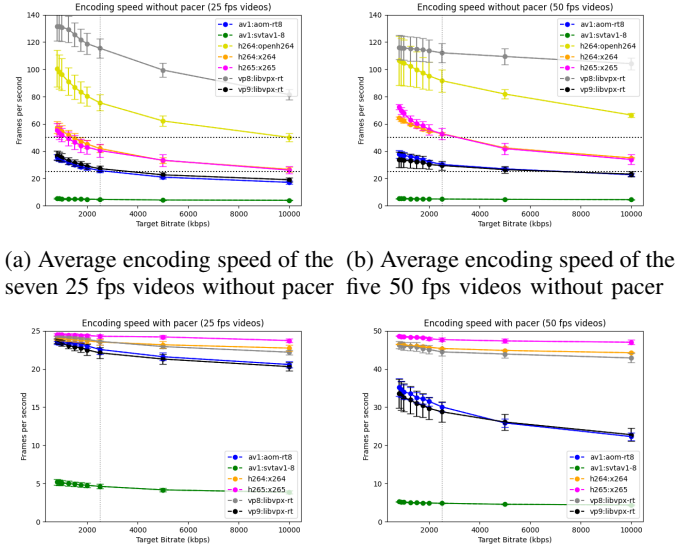 Encoding speed without pacer (25 fps videos)
140
120
100
80
60
40
20
0
Frames per second
av1:aom-rt8
av1:svtav1-8
h264:openh264
h264:x264
h265:x265
vp8:libvpx-rt
vp9:libvpx-rt
2000
4000
6000
8000
10000
Target Bitrate (kbps)
Encoding speed without pacer (50 fps videos)
140
120
100
80
60
40
20
0
Frames per second
av1:aom-rt8
av1:svtav1-8
h264:openh264
h264:x264
h265:x265
vp8:libvpx-rt
vp9:libvpx-rt
2000
4000
6000
8000
10000
Target Bitrate (kbps)
(a) Average encoding speed of the
seven 25 fps videos without pacer
(b) Average encoding speed of the
five 50 fps videos without pacer
Encoding speed with pacer (25 fps videos)
25
20
15
10
5
0
Frames per second
av1:aom-rt8
av1:svtav1-8
h264:x264
h265:x265
vp8:libvpx-rt
vp9:libvpx-rt
2000
4000
6000
8000
10000
Target Bitrate (kbps)
Encoding speed with pacer (50 fps videos)
50
40
30
20
10
0
Frames per second
av1:aom-rt8
av1:svtav1-8
h264:x264
h265:x265
vp8:libvpx-rt
vp9:libvpx-rt
2000
4000
6000
8000
10000
Target Bitrate (kbps)